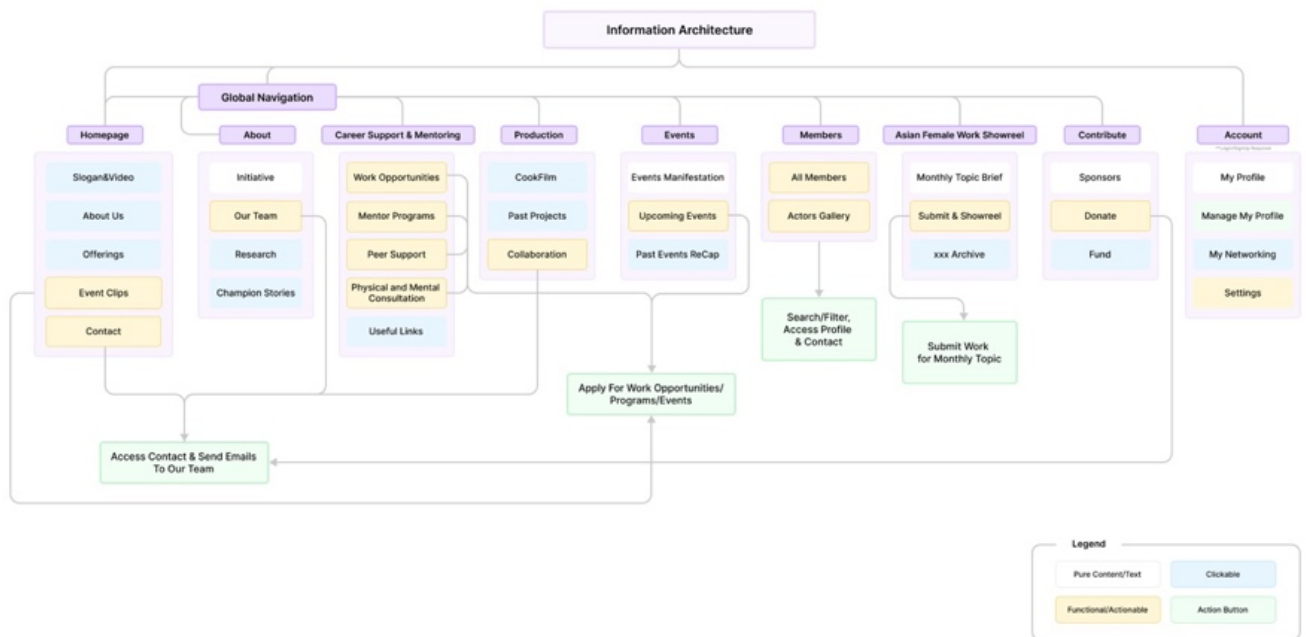 Information Architecture
Global Navigation
Homepage
About
Career Support & Mentoring
Production
Events
Members
Asian Female Work Showreel
Contribute
Account
Slogan&Video
About Us
Offerings
Event Clips
Contact
Initiative
Our Team
Research
Champion Stories
Work Opportunities
Mentor Programs
Peer Support
Physical and Mental
Consultation
Useful Links
CookFilm
Past Projects
Collaboration
Events Manifestation
Upcoming Events
Past Events ReCap
All Members
Actors Gallery
Monthly Topic Brief
Submit & Showreel
xxx Archive
Sponsors
Donate
Fund
My Profile
Manage My Profile
My Networking
Settings
Search/Filter,
Access Profile
& Contact
Submit Work
for Monthly Topic
Apply For Work Opportunities/
Programs/Events
Access Contact & Send Emails
To Our Team
Legend
Pure Content/Text
Clickable
Functional/Actionable
Action Button